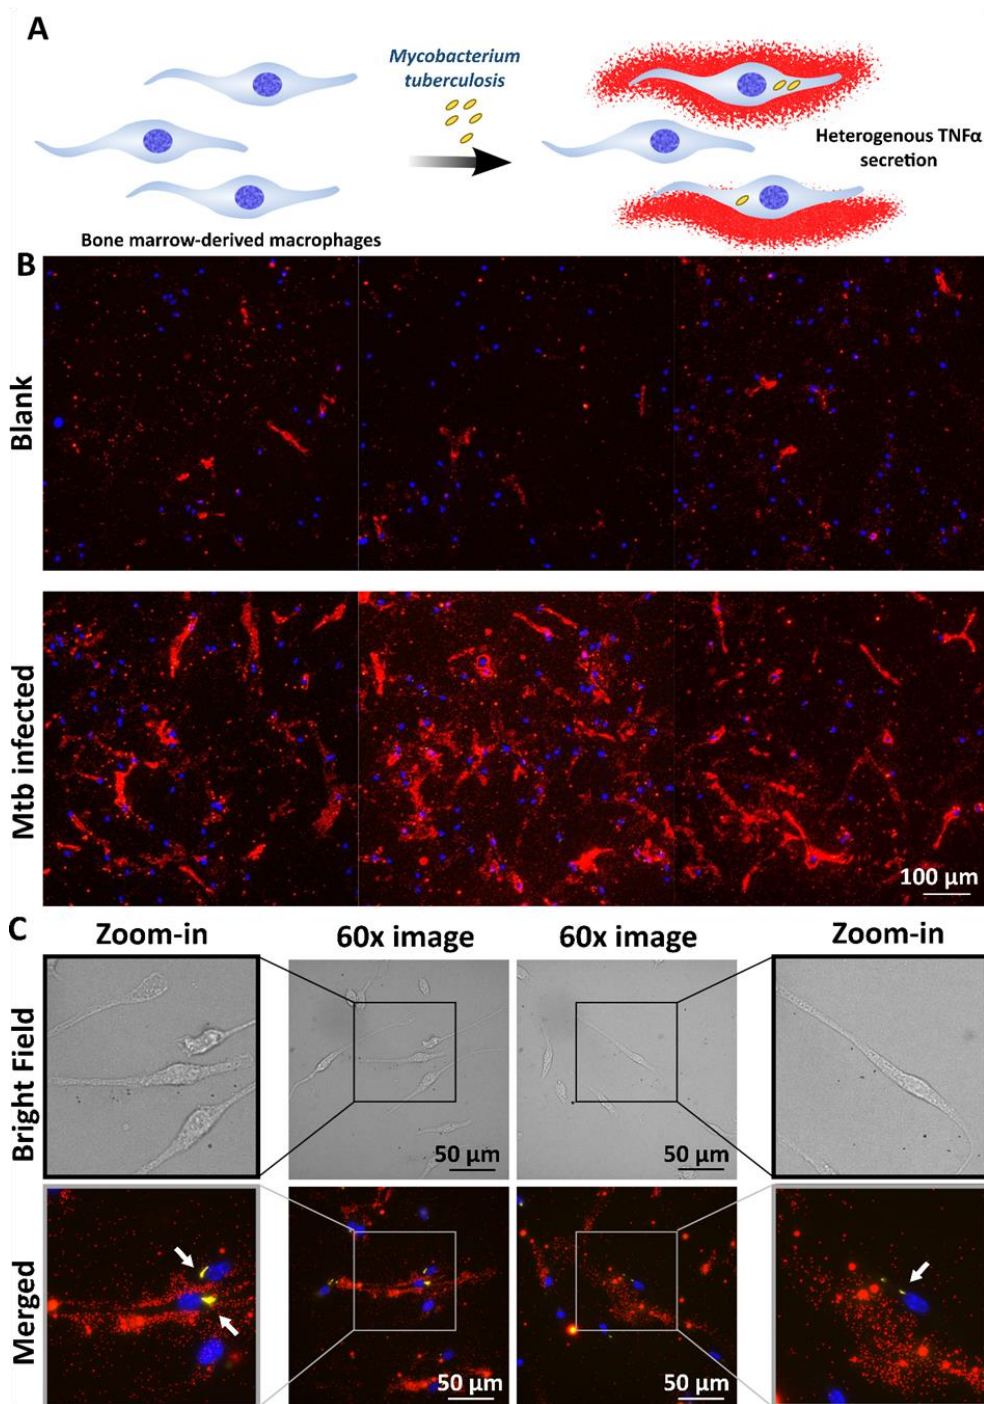 A
Mycobacterium
tuberculosis
Heterogenous TNFα
secretion
Bone marrow-derived macrophages
B
Blank
Mtb infected
100 µm
C
Zoom-in
60x image
60x image
Zoom-in
Bright Field
50 µm
50 µm
Merged
50 µm
50 µm